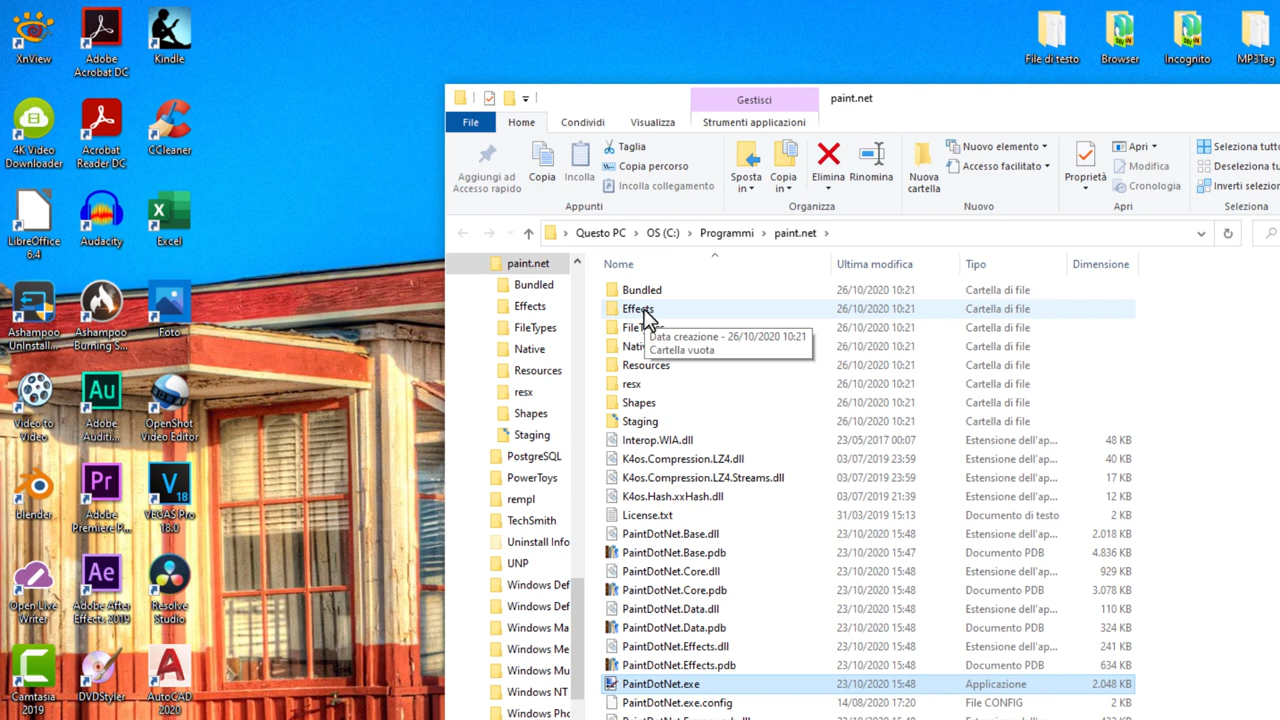 XnView
Adobe
Acrobat DC
Kindle
4K Video
Downloader
Acrobat
Reader DC
CCleaner
LibreOffice
6.4
Audacity
Excel
Ashampoo
UnInstall...
Ashampoo
Burning S...
Foto
Video to
Video
Adobe
Auditi...
OpenShot
Video Editor
blender
Adobe
Premiere P...
VEGAS Pro
18.0
Open Live
Writer
Adobe After
Effects 2019
Resolve
Studio
Camtasia
2019
DVDStyler
AutoCAD
2020
File di testo
Browser
Incognito
MP3Tag
Gestisci
paint.net
File
Home
Condividi
Visualizza
Strumenti applicazioni
Aggiungi ad
Accesso rapido
Copia
Incolla
Taglia
Copia percorso
Incolla collegamento
Appunti
Sposta
in
Copia
in
Elimina
Rinomina
Organizza
Nuova
cartella
Nuovo elemento
Accesso facilitato
Nuovo
Proprietà
Apri
Modifica
Cronologia
Apri
Seleziona tutto
Deseleziona tu
Inverti selezior
Seleziona
Questo PC > OS (C:) > Programmi > paint.net >
paint.net
Bundled
Effects
FileTypes
Native
Resources
resx
Shapes
Staging
PostgreSQL
PowerToys
rempl
TechSmith
Uninstall Info
UNP
Windows Def
Windows Def
Windows Ma
Windows Me
Windows Mu
Windows NT
Windows Pho
Nome Ultima modifica Tipo Dimensione
Bundled 26/10/2020 10:21 Cartella di file
Effects 26/10/2020 10:21 Cartella di file
26/10/2020 10:21 Cartella di file
Data creazione - 26/10/2020 10:21
Cartella vuota
26/10/2020 10:21 Cartella di file
Resources 26/10/2020 10:21 Cartella di file
resx 26/10/2020 10:21 Cartella di file
Shapes 26/10/2020 10:21 Cartella di file
Staging 26/10/2020 10:21 Cartella di file
Interop.WIA.dll 23/05/2017 00:07 Estensione dell'ap... 48 KB
K4os.Compression.LZ4.dll 03/07/2019 23:59 Estensione dell'ap... 40 KB
K4os.Compression.LZ4.Streams.dll 03/07/2019 23:59 Estensione dell'ap... 17 KB
K4os.Hash.xxHash.dll 03/07/2019 21:39 Estensione dell'ap... 12 KB
License.txt 31/03/2019 15:13 Documento di testo 2 KB
PaintDotNet.Base.dll 23/10/2020 15:48 Estensione dell'ap... 2.018 KB
PaintDotNet.Base.pdb 23/10/2020 15:47 Documento PDB 4.836 KB
PaintDotNet.Core.dll 23/10/2020 15:48 Estensione dell'ap... 929 KB
PaintDotNet.Core.pdb 23/10/2020 15:48 Documento PDB 3.078 KB
PaintDotNet.Data.dll 23/10/2020 15:48 Estensione dell'ap... 110 KB
PaintDotNet.Data.pdb 23/10/2020 15:48 Documento PDB 324 KB
PaintDotNet.Effects.dll 23/10/2020 15:48 Estensione dell'ap... 241 KB
PaintDotNet.Effects.pdb 23/10/2020 15:48 Documento PDB 634 KB
PaintDotNet.exe 23/10/2020 15:48 Applicazione 2.048 KB
PaintDotNet.exe.config 14/08/2020 17:20 File CONFIG 2 KB